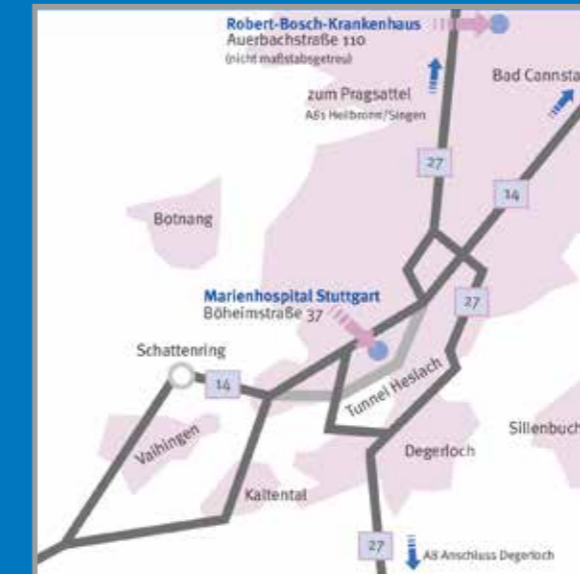 Robert-Bosch-Krankenhaus
Auerbachstraße 110
(nicht maßstabsgetreu)
zum Pragsattel
A81 Heilbronn/Singen
Bad Cannsta
27
14
Botnang
27
Marienhospital Stuttgart
Böheimstraße 37
Schattenring
14
Tunnel Heslach
Vaihingen
Degerloch
Sillenbuch
Kaltental
27
A8 Anschluss Degerloch